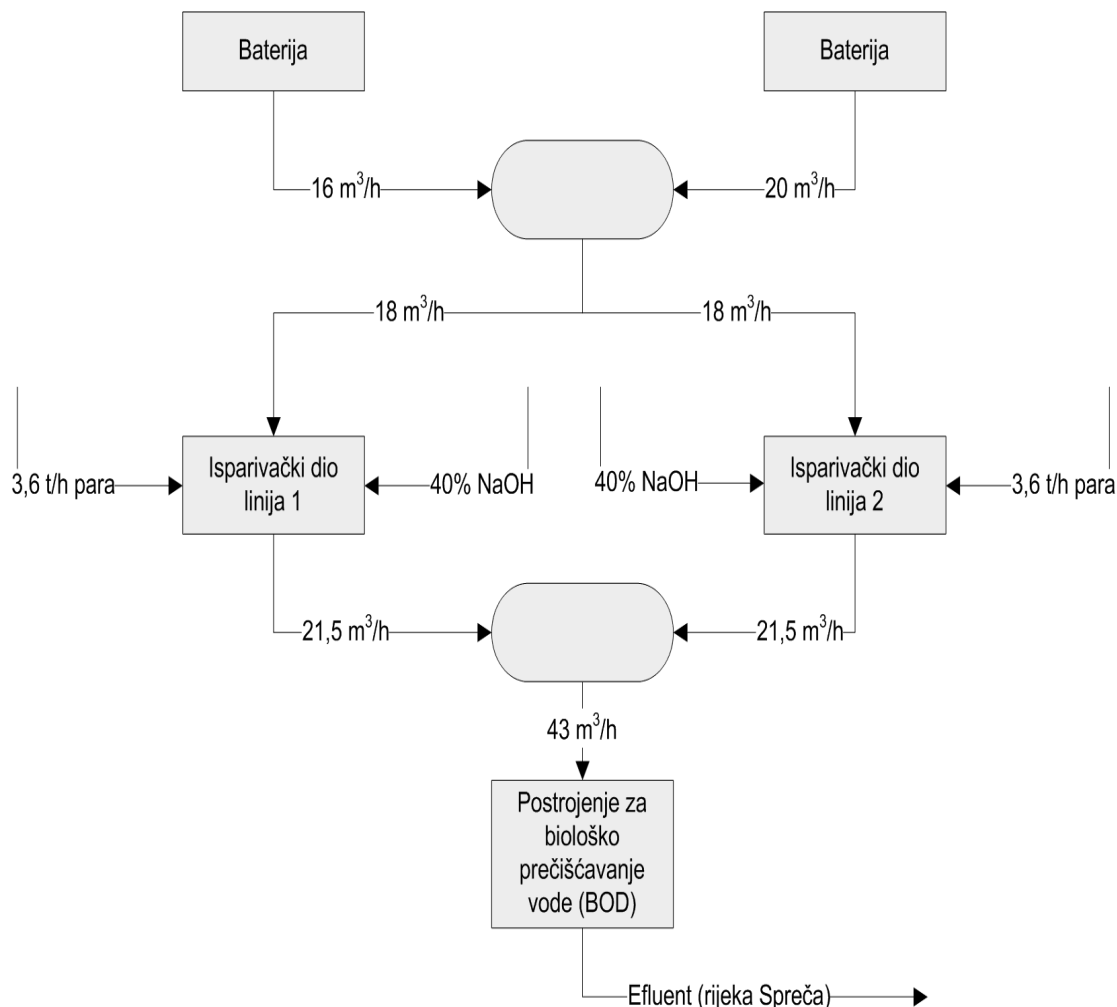 Baterija
Baterija
16 m³/h
20 m³/h
18 m³/h
18 m³/h
Isparivački dio
linija 1
3,6 t/h para
40% NaOH
40% NaOH
Isparivački dio
linija 2
3,6 t/h para
21,5 m³/h
21,5 m³/h
43 m³/h
Postrojenje za
biološko
prečišćavanje
vode (BOD)
Efluent (rijeka Spreča)